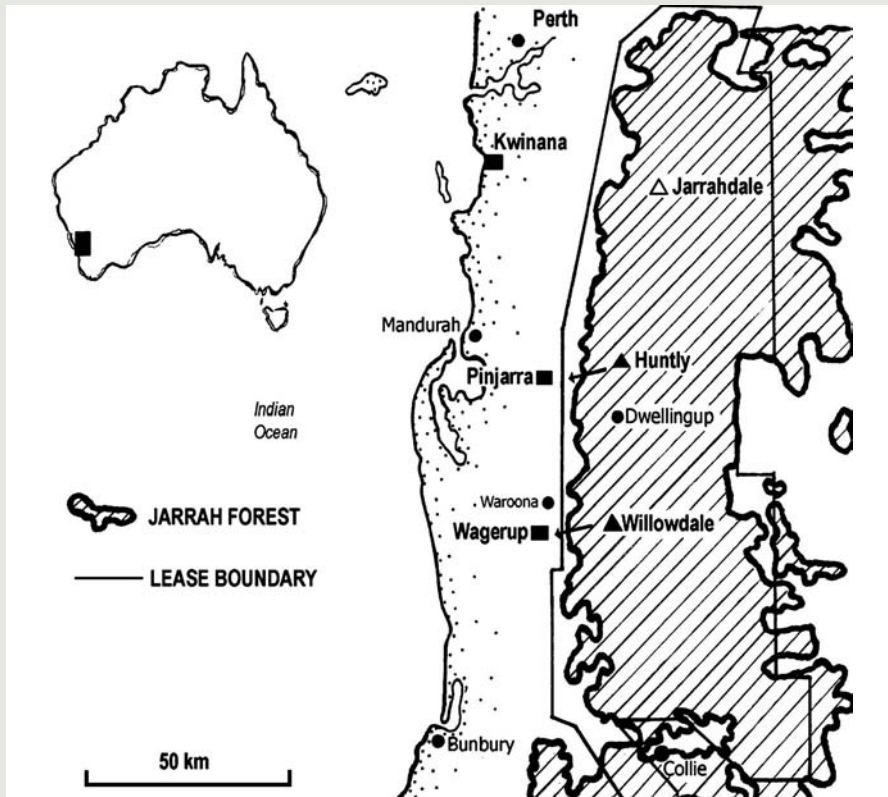 Perth
Kwinana
Jarrahdale
Mandurah
Huntly
Pinjarra
Indian
Ocean
Dwellingup
Waroona
JARRAH FOREST
Wagerup
Willowdale
LEASE BOUNDARY
Bunbury
50 km
Collie